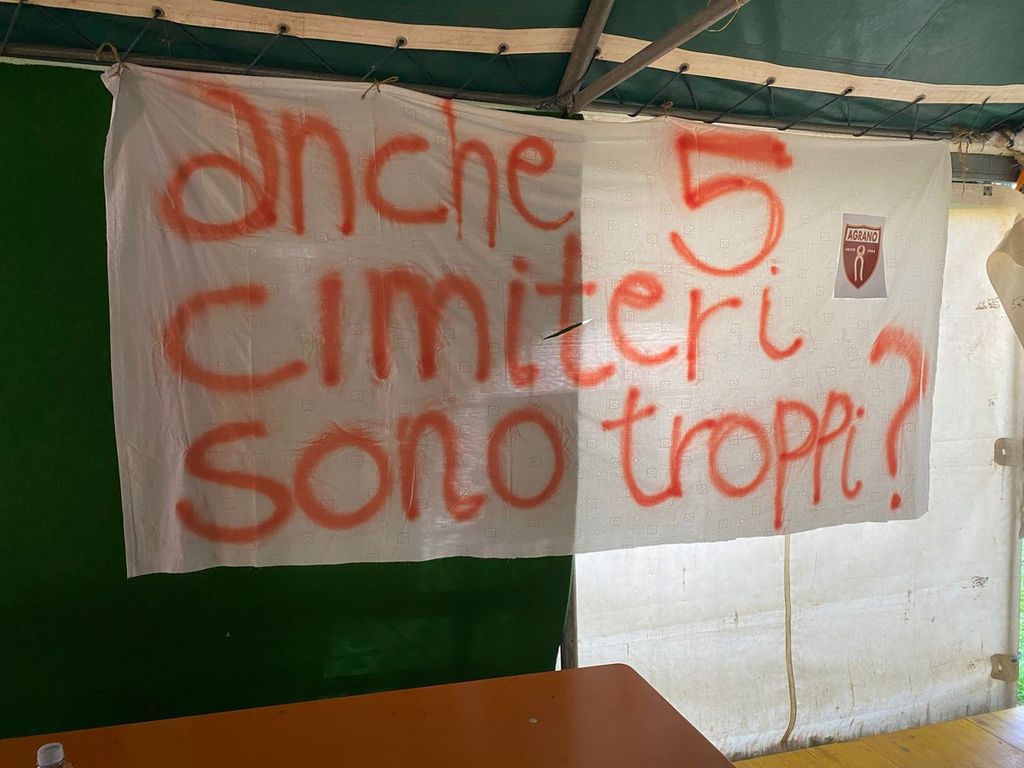 anche 5
cimiteri
sono troppi?
AGRANO